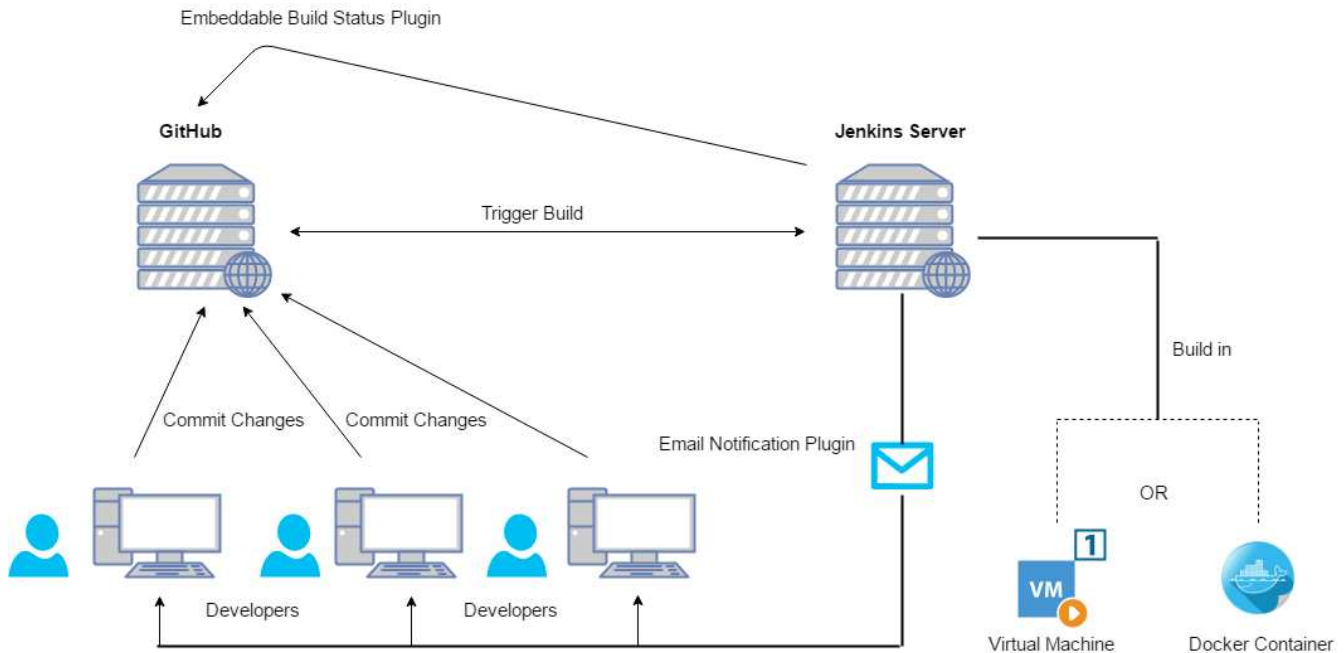 Embeddable Build Status Plugin
GitHub
Jenkins Server
Trigger Build
Build in
Commit Changes
Commit Changes
Email Notification Plugin
OR
1
VM
Developers
Developers
Virtual Machine
Docker Container